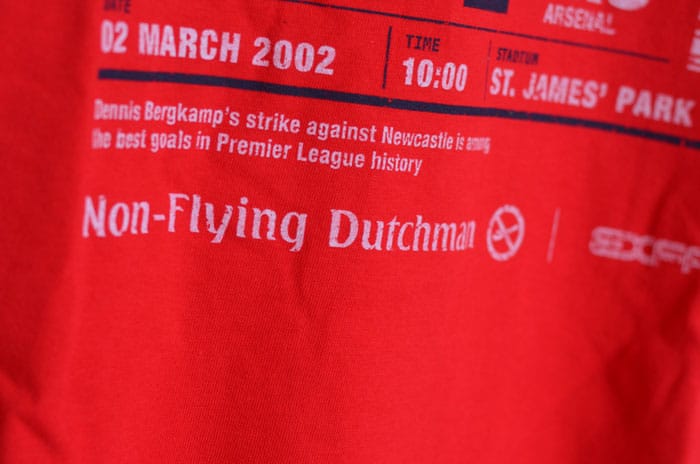 DATE
ARSENAL
02 MARCH 2002
TIME
10:00
STADIUM
ST. JAMES' PARK
Dennis Bergkamp's strike against Newcastle is among
the best goals in Premier League history
Non-Flying Dutchman